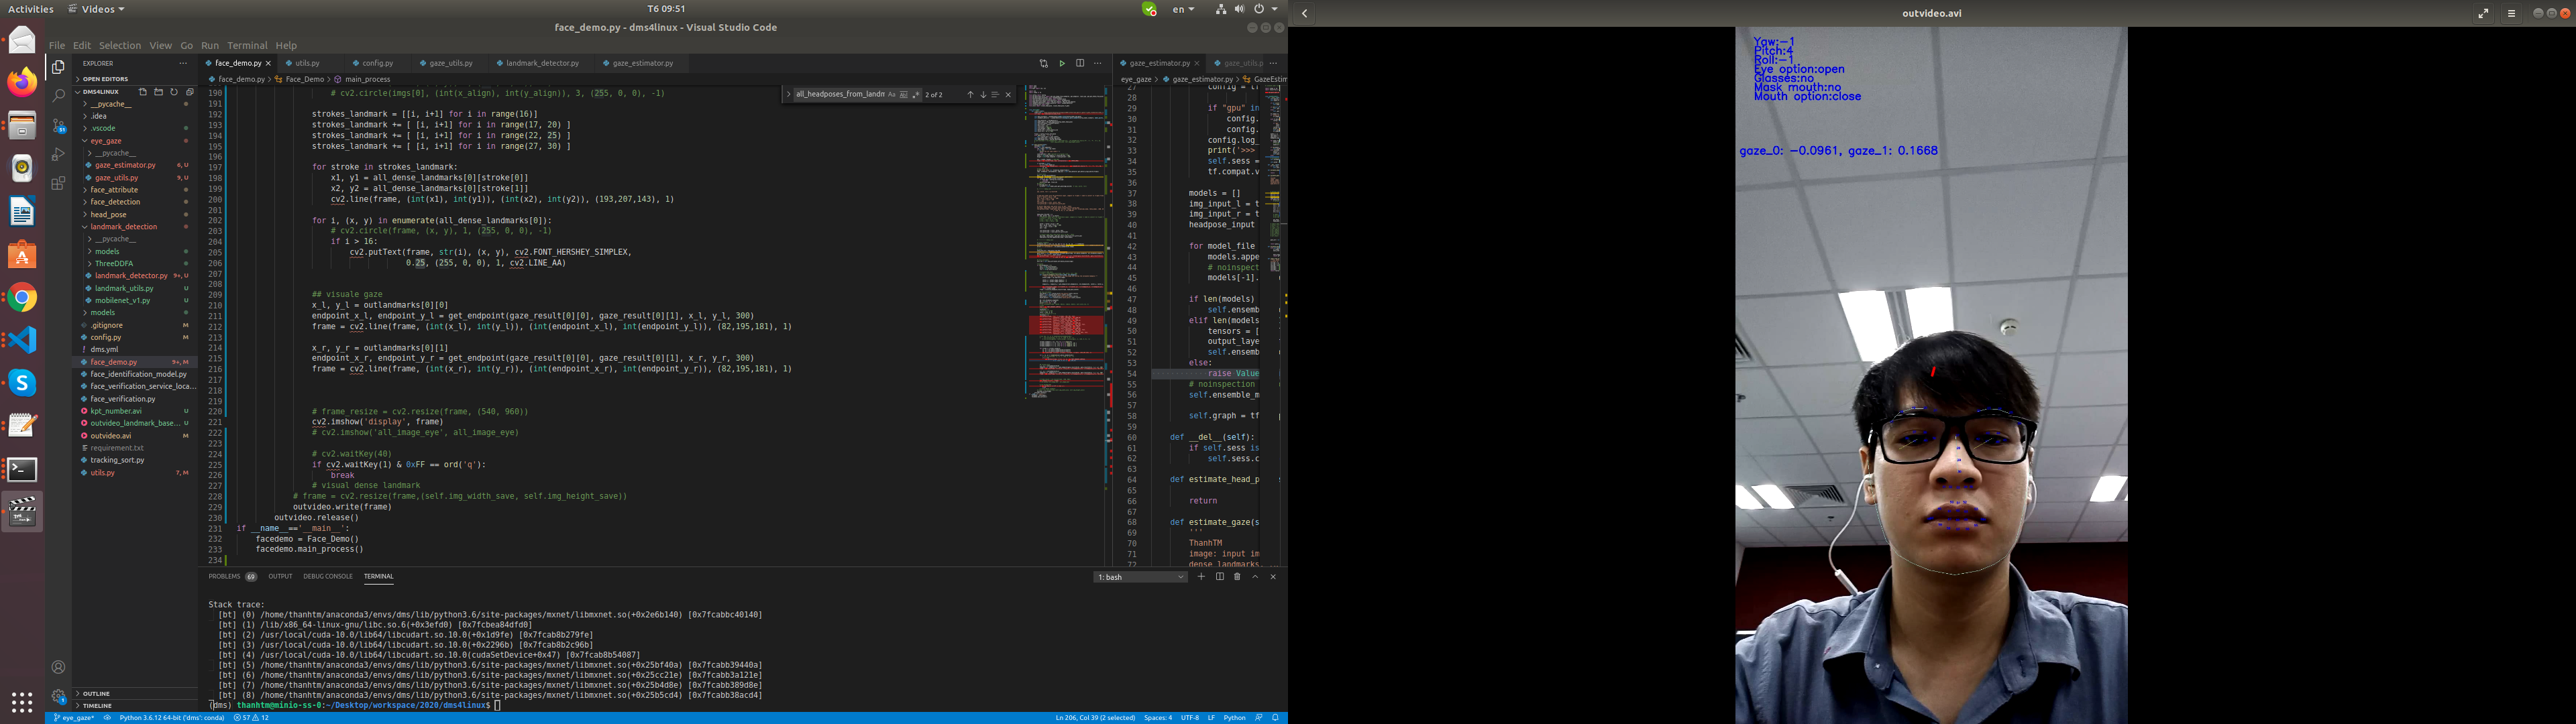 Activities
Videos
T6 09:51
en
face_demo.py - dms4linux - Visual Studio Code
File Edit Selection View Go Run Terminal Help
EXPLORER
OPEN EDITORS
DMS4LINUX
__pycache__
.idea
.vscode
eye_gaze
__pycache__
gaze_estimator.py 6, U
gaze_utils.py 9, U
face_attribute
face_detection
head_pose
landmark_detection
__pycache__
models
ThreeDDFA
landmark_detector.py 9+, U
landmark_utils.py U
mobilenet_v1.py U
models
.gitignore M
config.py M
! dms.yml
face_demo.py 9+, M
face_identification_model.py
face_verification_service_loca...
face_verification.py
kpt_number.avi U
outvideo_landmark_base... U
outvideo.avi M
requirement.txt
tracking_sort.py
utils.py 7, M
OUTLINE
TIMELINE
face_demo.py utils.py config.py gaze_utils.py landmark_detector.py gaze_estimator.py
face_demo.py > Face_Demo > main_process
all_headposes_from_landm Aa 2 of 2
190 # cv2.circle(imgs[0], (int(x_align), int(y_align)), 3, (255, 0, 0), -1)
191
192 strokes_landmark = [[i, i+1] for i in range(16)]
193 strokes_landmark += [ [i, i+1] for i in range(17, 20) ]
194 strokes_landmark += [ [i, i+1] for i in range(22, 25) ]
195 strokes_landmark += [ [i, i+1] for i in range(27, 30) ]
196
197 for stroke in strokes_landmark:
198 x1, y1 = all_dense_landmarks[0][stroke[0]]
199 x2, y2 = all_dense_landmarks[0][stroke[1]]
200 cv2.line(frame, (int(x1), int(y1)), (int(x2), int(y2)), (193,207,143), 1)
201
202 for i, (x, y) in enumerate(all_dense_landmarks[0]):
203 # cv2.circle(frame, (x, y), 1, (255, 0, 0), -1)
204 if i > 16:
205 cv2.putText(frame, str(i), (x, y), cv2.FONT_HERSHEY_SIMPLEX,
206 0.25, (255, 0, 0), 1, cv2.LINE_AA)
207
208
209 ## visuale gaze
210 x_l, y_l = outlandmarks[0][0]
211 endpoint_x_l, endpoint_y_l = get_endpoint(gaze_result[0][0], gaze_result[0][1], x_l, y_l, 300)
212 frame = cv2.line(frame, (int(x_l), int(y_l)), (int(endpoint_x_l), int(endpoint_y_l)), (82,195,181), 1)
213
214 x_r, y_r = outlandmarks[0][1]
215 endpoint_x_r, endpoint_y_r = get_endpoint(gaze_result[0][0], gaze_result[0][1], x_r, y_r, 300)
216 frame = cv2.line(frame, (int(x_r), int(y_r)), (int(endpoint_x_r), int(endpoint_y_r)), (82,195,181), 1)
217
218
219
220 # frame_resize = cv2.resize(frame, (540, 960))
221 cv2.imshow('display', frame)
222 # cv2.imshow('all_image_eye', all_image_eye)
223
224 # cv2.waitKey(40)
225 if cv2.waitKey(1) & 0xFF == ord('q'):
226 break
227 # visual dense landmark
228 # frame = cv2.resize(frame,(self.img_width_save, self.img_height_save))
229 outvideo.write(frame)
230 outvideo.release()
231 if __name__=='__main__':
232 facedemo = Face_Demo()
233 facedemo.main_process()
234
gaze_estimator.py gaze_utils.p
eye_gaze > gaze_estimator.py > GazeEstim
28
29 if "gpu" in
30 config.
31 config.
32 config.log_
33 print('>>>
34 self.sess =
35 tf.compat.v
36
37 models = []
38 img_input_l = t
39 img_input_r = t
40 headpose_input
41
42 for model_file
43 models.appe
44 # noinspect
45 models[-1].
46
47 if len(models)
48 self.ensemb
49 elif len(models
50 tensors = [
51 output_laye
52 self.ensemb
53 else:
54 raise Value
55 # noinspection
56 self.ensemble_m
57
58 self.graph = tf
59
60 def __del__(self):
61 if self.sess is
62 self.sess.c
63
64 def estimate_head_p
65
66 return
67
68 def estimate_gaze(s
69 '''
70 ThanhTM
71 image: input im
72 dense_landmarks
PROBLEMS 69 OUTPUT DEBUG CONSOLE TERMINAL
1: bash
Stack trace:
[bt] (0) /home/thanhtm/anaconda3/envs/dms/lib/python3.6/site-packages/mxnet/libmxnet.so(+0x2e6b140) [0x7fcabbc40140]
[bt] (1) /lib/x86_64-linux-gnu/libc.so.6(+0x3efd0) [0x7fcbea84dfd0]
[bt] (2) /usr/local/cuda-10.0/lib64/libcudart.so.10.0(+0x1d9fe) [0x7fcab8b279fe]
[bt] (3) /usr/local/cuda-10.0/lib64/libcudart.so.10.0(+0x2296b) [0x7fcab8b2c96b]
[bt] (4) /usr/local/cuda-10.0/lib64/libcudart.so.10.0(cudaSetDevice+0x47) [0x7fcab8b54087]
[bt] (5) /home/thanhtm/anaconda3/envs/dms/lib/python3.6/site-packages/mxnet/libmxnet.so(+0x25bf40a) [0x7fcabb39440a]
[bt] (6) /home/thanhtm/anaconda3/envs/dms/lib/python3.6/site-packages/mxnet/libmxnet.so(+0x25cc21e) [0x7fcabb3a121e]
[bt] (7) /home/thanhtm/anaconda3/envs/dms/lib/python3.6/site-packages/mxnet/libmxnet.so(+0x25b4d8e) [0x7fcabb389d8e]
[bt] (8) /home/thanhtm/anaconda3/envs/dms/lib/python3.6/site-packages/mxnet/libmxnet.so(+0x25b5cd4) [0x7fcabb38acd4]
(dms) thanhtm@minio-ss-0:~/Desktop/workspace/2020/dms4linux$
eye_gaze* Python 3.6.12 64-bit ('dms': conda) 57 12
Ln 206, Col 39 (2 selected) Spaces: 4 UTF-8 LF Python
outvideo.avi
Yaw:-1
Pitch:4
Roll:-1
Eye option:open
Glasses:no
Mask mouth:no
Mouth option:close
gaze_0: -0.0961, gaze_1: 0.1668